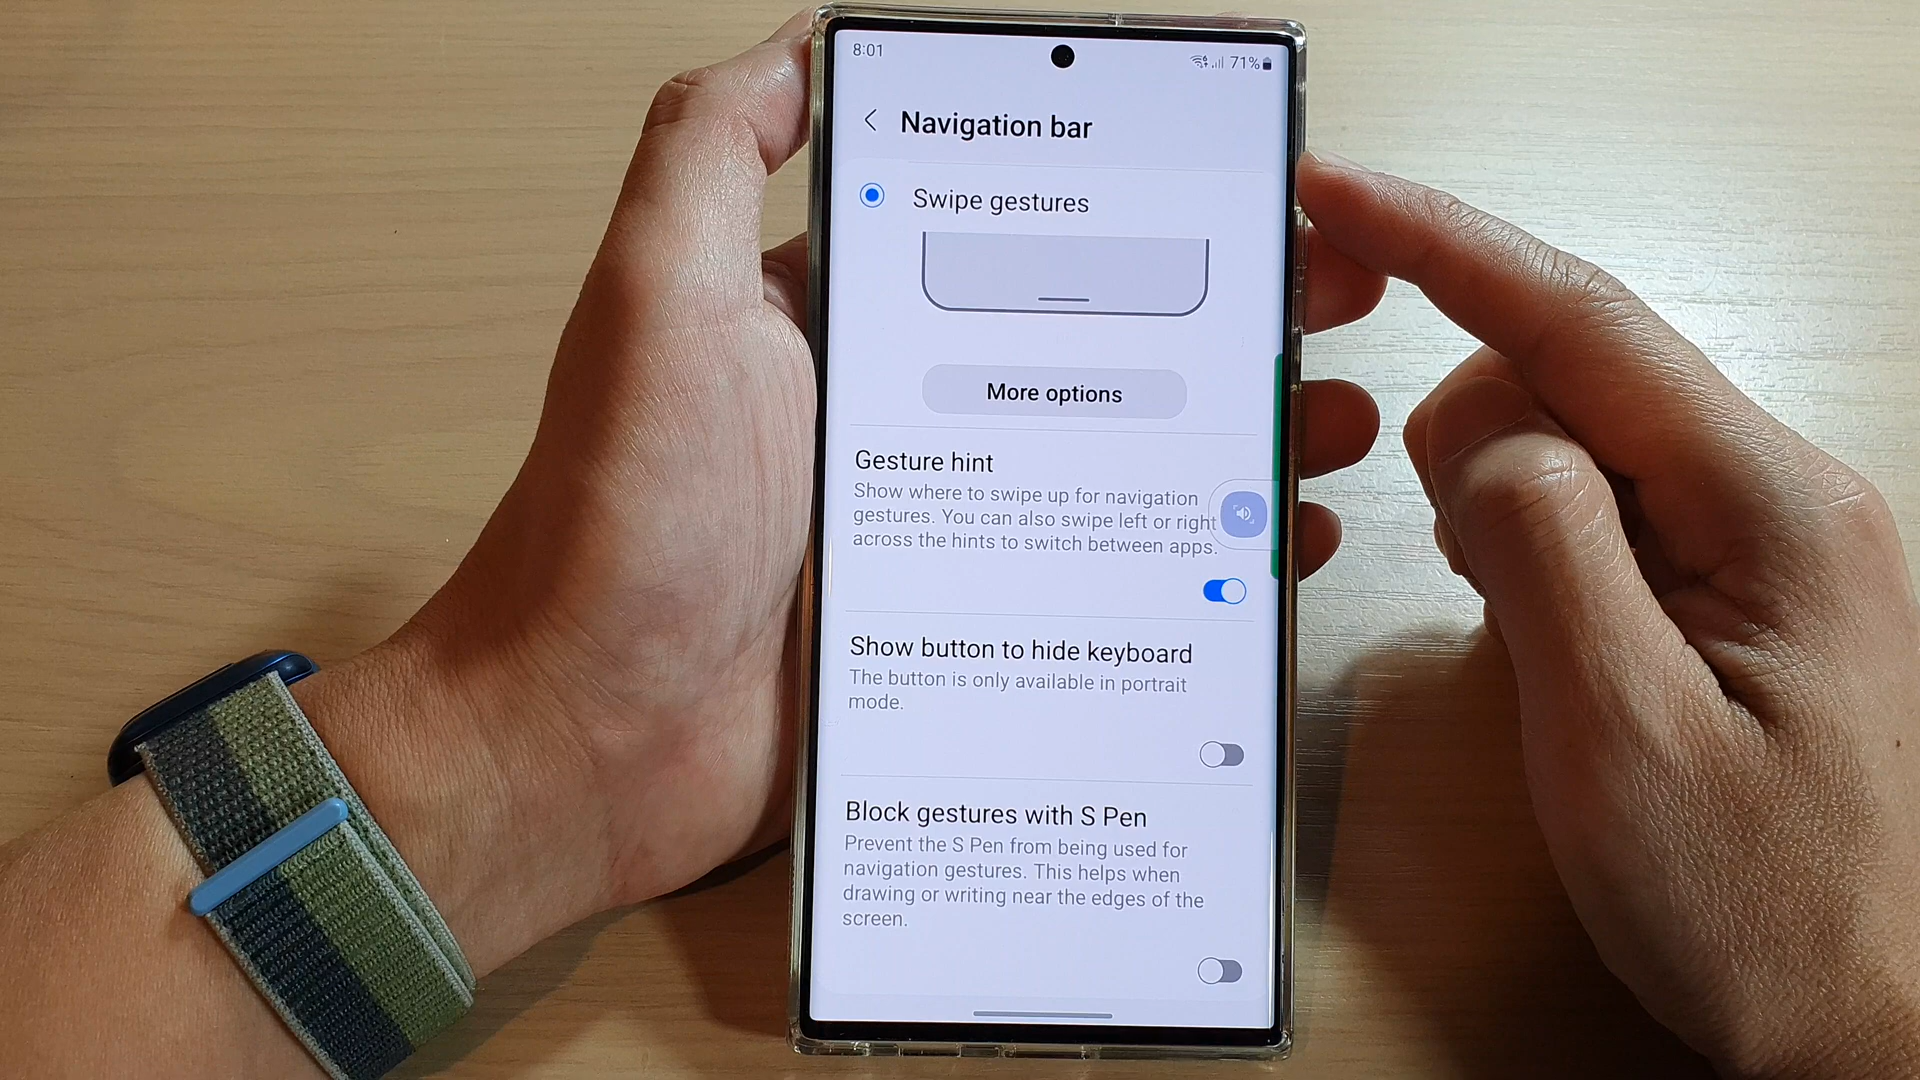 8:01
71%
Navigation bar
Swipe gestures
More options
Gesture hint
Show where to swipe up for navigation
gestures. You can also swipe left or right
across the hints to switch between apps.
Show button to hide keyboard
The button is only available in portrait
mode.
Block gestures with S Pen
Prevent the S Pen from being used for
navigation gestures. This helps when
drawing or writing near the edges of the
screen.